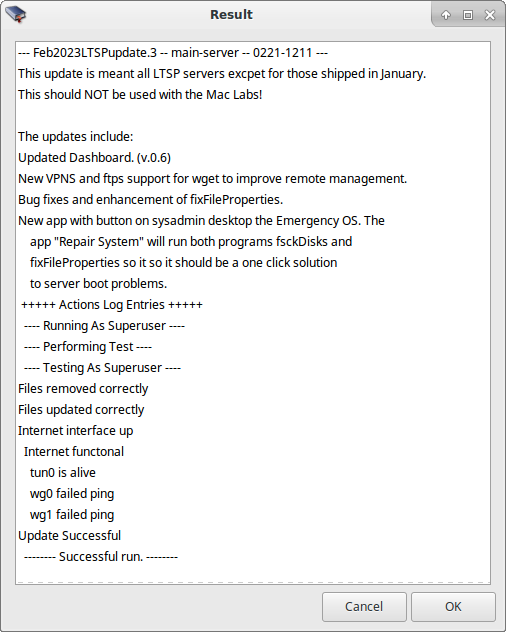 Result
--- Feb2023LTSPupdate.3 -- main-server -- 0221-1211 ---
This update is meant all LTSP servers excpet for those shipped in January.
This should NOT be used with the Mac Labs!
The updates include:
Updated Dashboard. (v.0.6)
New VPNS and ftps support for wget to improve remote management.
Bug fixes and enhancement of fixFileProperties.
New app with button on sysadmin desktop the Emergency OS. The
app "Repair System" will run both programs fsckDisks and
fixFileProperties so it so it should be a one click solution
to server boot problems.
+++++ Actions Log Entries +++++
---- Running As Superuser ----
---- Performing Test ----
---- Testing As Superuser ----
Files removed correctly
Files updated correctly
Internet interface up
Internet functonal
tun0 is alive
wg0 failed ping
wg1 failed ping
Update Successful
-------- Successful run. --------
Cancel
OK